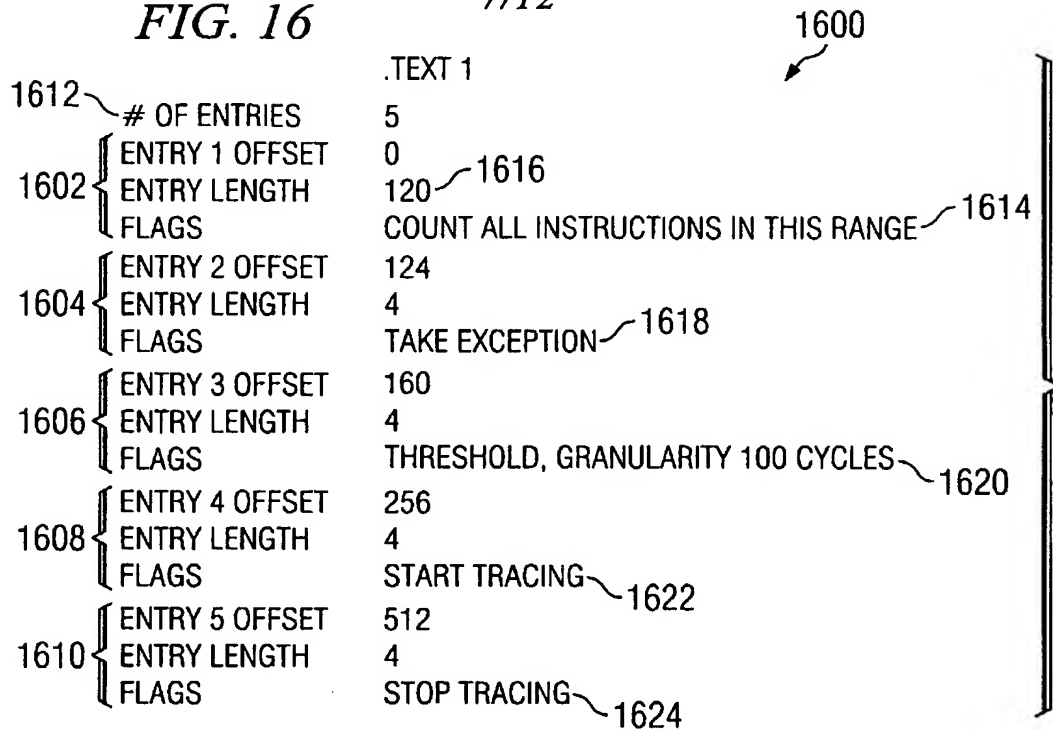 FIG. 16
1600
.TEXT 1
1612 # OF ENTRIES 5
ENTRY 1 OFFSET 0
1602 ENTRY LENGTH 120 1616
FLAGS COUNT ALL INSTRUCTIONS IN THIS RANGE 1614
ENTRY 2 OFFSET 124
1604 ENTRY LENGTH 4
FLAGS TAKE EXCEPTION 1618
ENTRY 3 OFFSET 160
1606 ENTRY LENGTH 4
FLAGS THRESHOLD, GRANULARITY 100 CYCLES 1620
ENTRY 4 OFFSET 256
1608 ENTRY LENGTH 4
FLAGS START TRACING 1622
ENTRY 5 OFFSET 512
1610 ENTRY LENGTH 4
FLAGS STOP TRACING 1624